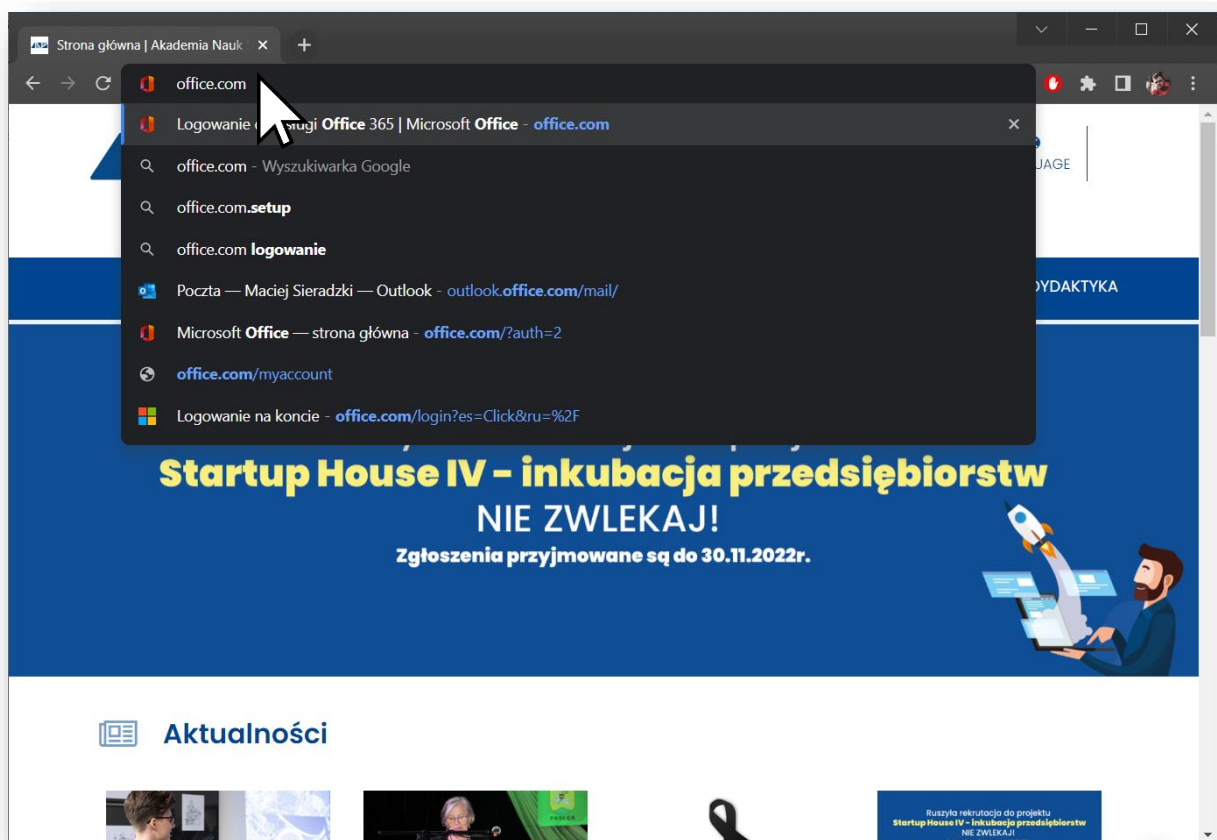 Strona główna | Akademia Nauk
office.com
Logowanie sługi Office 365 | Microsoft Office - office.com
office.com - Wyszukiwarka Google
office.com.setup
office.com logowanie
Poczta — Maciej Sieradzki — Outlook - outlook.office.com/mail/
Microsoft Office — strona główna - office.com/?auth=2
office.com/myaccount
Logowanie na koncie - office.com/login?es=Click&ru=%2F
UAGE
DYDAKTYKA
Startup House IV – inkubacja przedsiębiorstw
NIE ZWLEKAJ!
Zgłoszenia przyjmowane są do 30.11.2022r.
Aktualności
PASŁĘK
Ruszyła rekrutacja do projektu
Startup House IV – inkubacja przedsiębiorstw
NIE ZWLEKAJ!